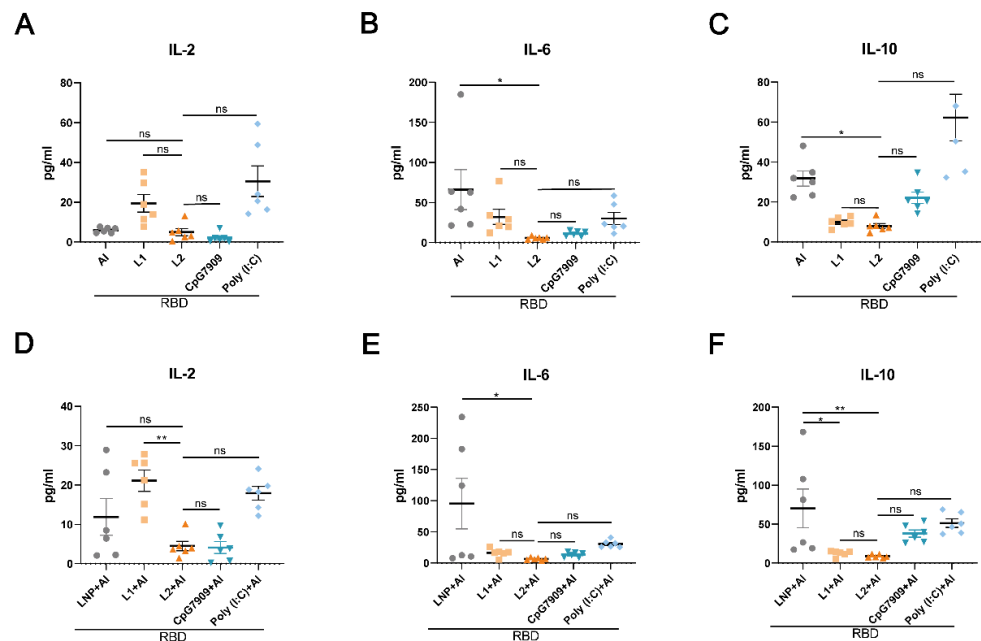 A
IL-2
pg/ml
80
60
40
20
0
ns
ns
ns
ns
Al
L1
L2
CpG7909
Poly (I:C)
RBD
B
IL-6
pg/ml
200
150
100
50
0
*
ns
ns
ns
Al
L1
L2
CpG7909
Poly (I:C)
RBD
C
IL-10
pg/ml
80
60
40
20
0
ns
*
ns
ns
Al
L1
L2
CpG7909
Poly (I:C)
RBD
D
IL-2
pg/ml
40
30
20
10
0
ns
**
ns
ns
LNP+Al
L1+Al
L2+Al
CpG7909+Al
Poly (I:C)+Al
RBD
E
IL-6
pg/ml
250
200
150
100
50
0
*
ns
ns
ns
LNP+Al
L1+Al
L2+Al
CpG7909+Al
Poly (I:C)+Al
RBD
F
IL-10
pg/ml
200
150
100
50
0
**
*
ns
ns
ns
LNP+Al
L1+Al
L2+Al
CpG7909+Al
Poly (I:C)+Al
RBD